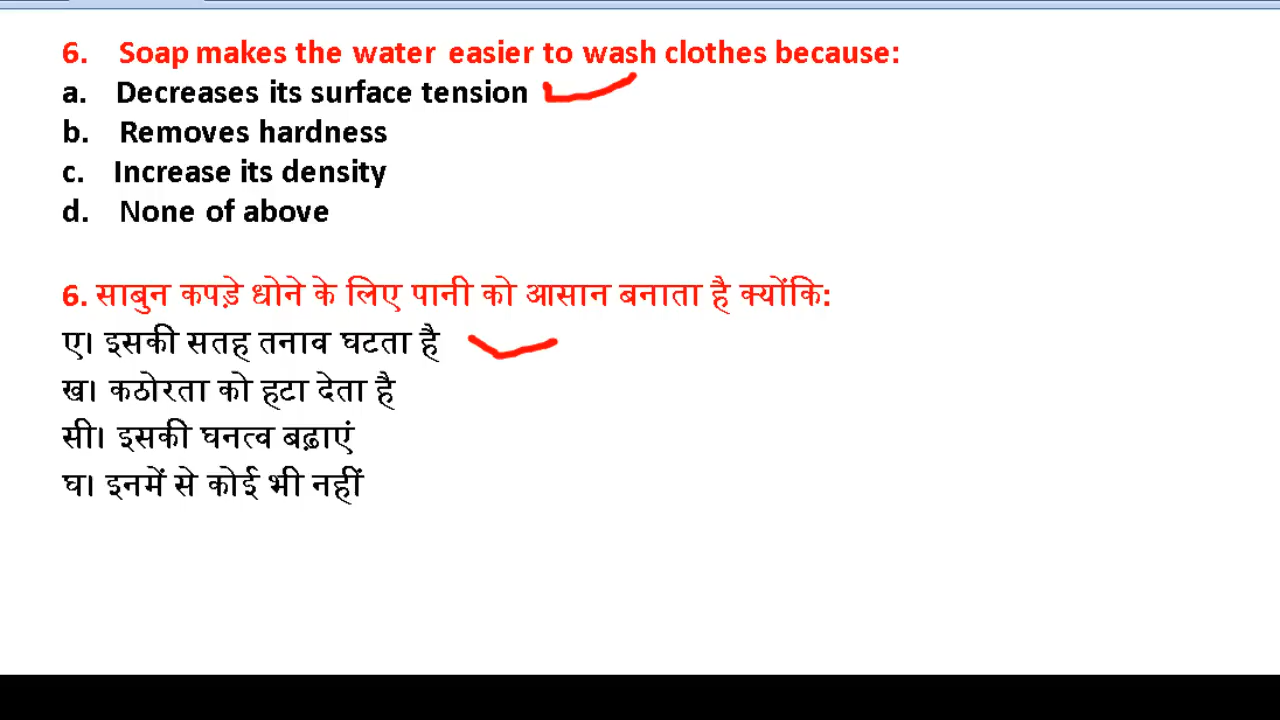 6. Soap makes the water easier to wash clothes because:
a. Decreases its surface tension
b. Removes hardness
c. Increase its density
d. None of above
6. साबुन कपड़े धोने के लिए पानी को आसान बनाता है क्योंकि:
ए। इसकी सतह तनाव घटता है
ख। कठोरता को हटा देता है
सी। इसकी घनत्व बढ़ाएं
घ। इनमें से कोई भी नहीं